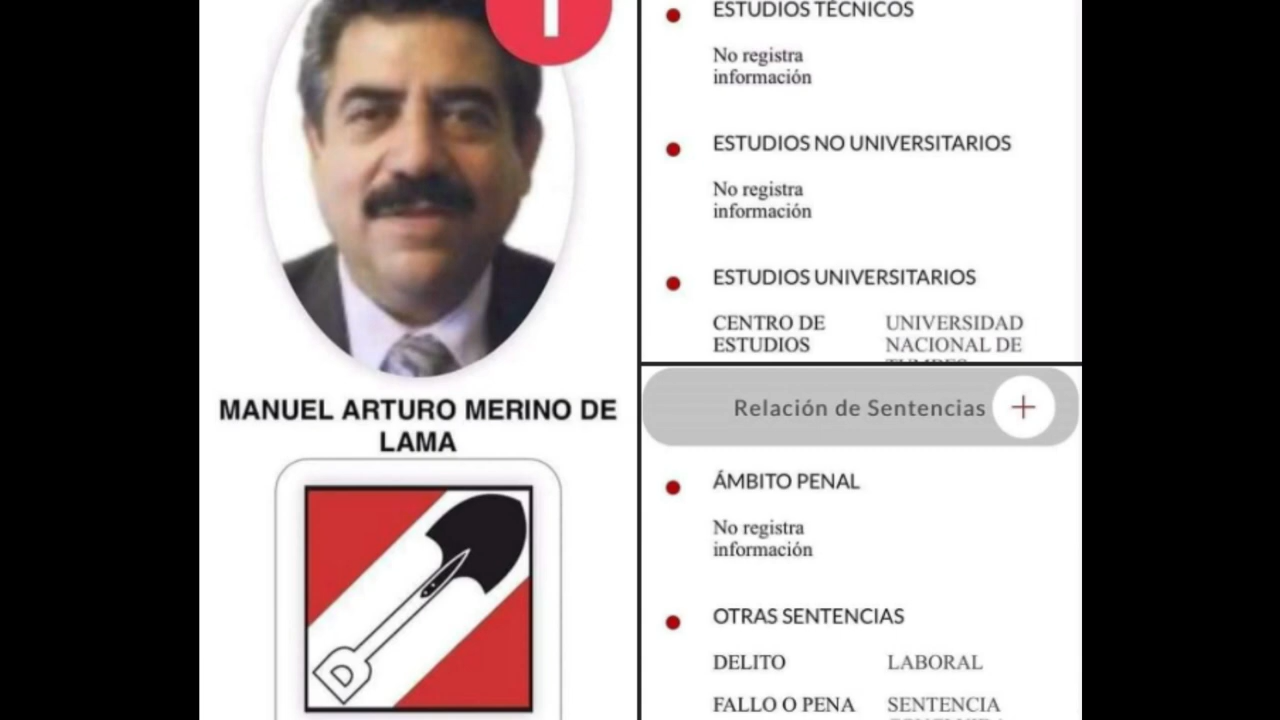 1
MANUEL ARTURO MERINO DE
LAMA
ESTUDIOS TÉCNICOS
No registra
información
ESTUDIOS NO UNIVERSITARIOS
No registra
información
ESTUDIOS UNIVERSITARIOS
CENTRO DE UNIVERSIDAD
ESTUDIOS NACIONAL DE
TUMBES
Relación de Sentencias +
ÁMBITO PENAL
No registra
información
OTRAS SENTENCIAS
DELITO LABORAL
FALLO O PENA SENTENCIA